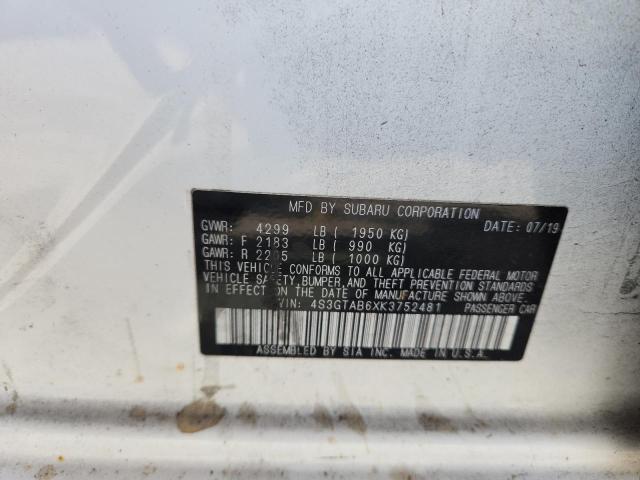 MFD BY SUBARU CORPORATION DATE: 07/19
GVWR: 4299 LB ( 1950 KG)
GAWR: F 2183 LB ( 990 KG)
GAWR: R 2205 LB ( 1000 KG)
THIS VEHICLE CONFORMS TO ALL APPLICABLE FEDERAL MOTOR
VEHICLE SAFETY, BUMPER, AND THEFT PREVENTION STANDARDS
IN EFFECT ON THE DATE OF MANUFACTURE SHOWN ABOVE.
VIN: 4S3GTAB6XK3752481 PASSENGER CAR
ASSEMBLED BY SIA INC. MADE IN U.S.A.